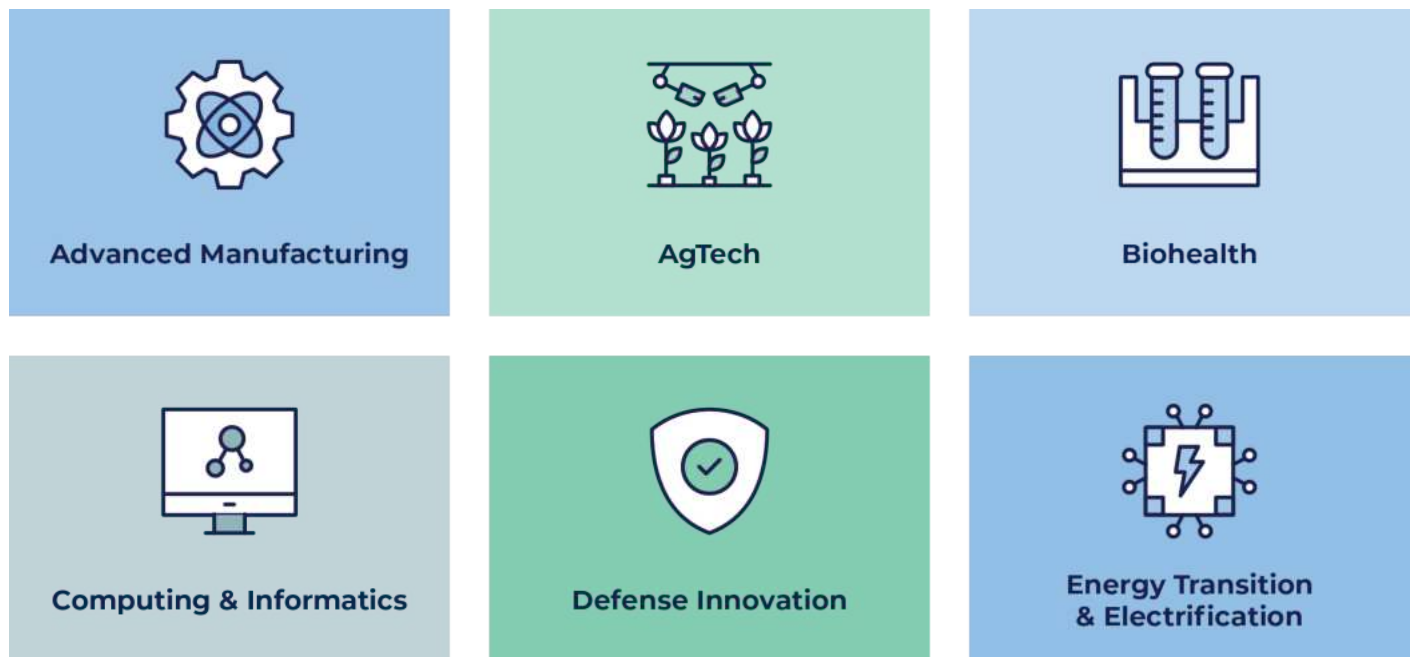 Advanced Manufacturing
AgTech
Biohealth
Computing & Informatics
Defense Innovation
Energy Transition
& Electrification